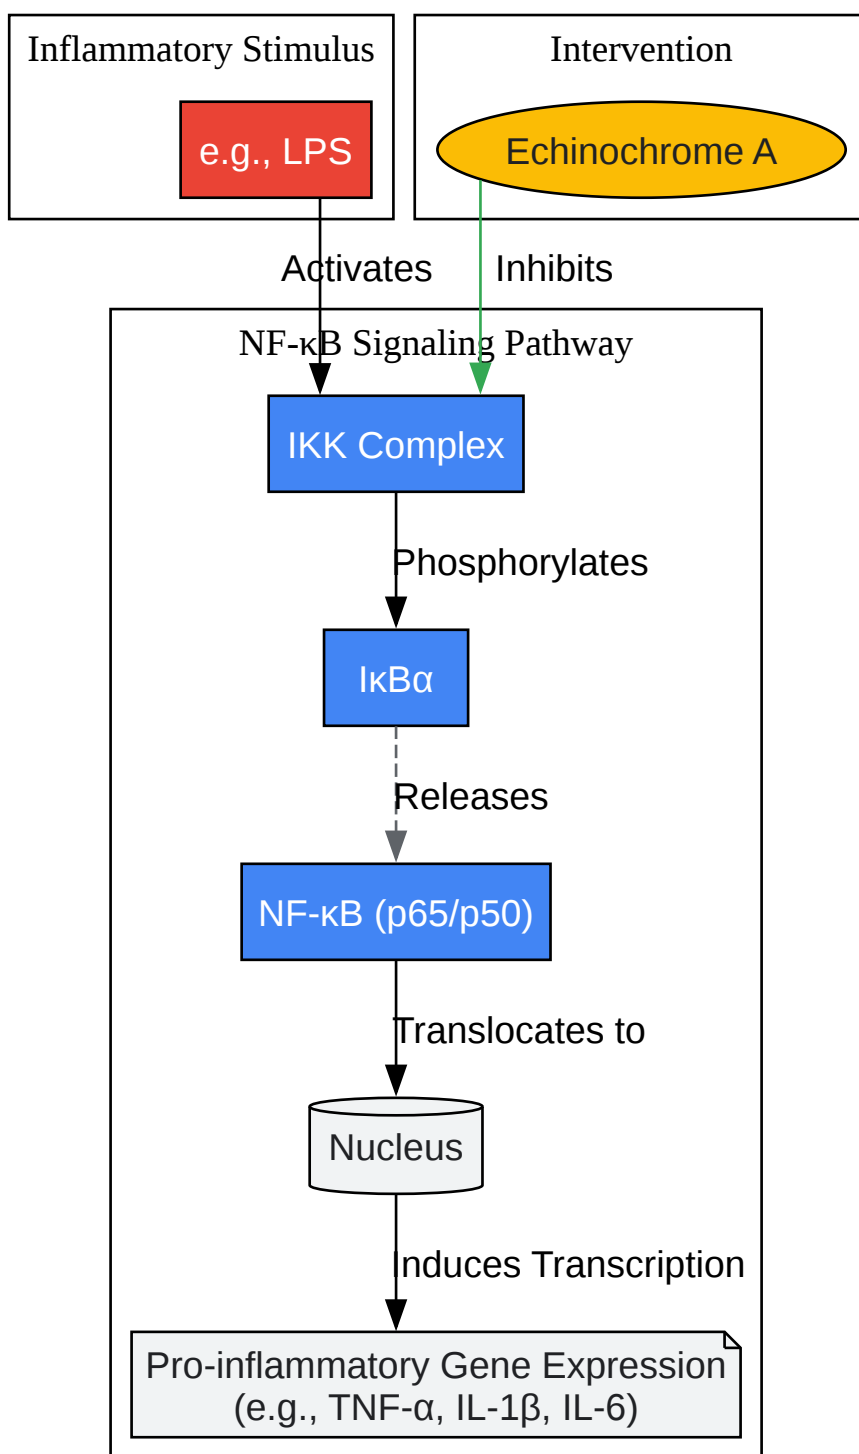 Inflammatory Stimulus
Intervention
e.g., LPS
Echinochrome A
Activates
Inhibits
NF-κB Signaling Pathway
IKK Complex
Phosphorylates
IκBα
Releases
NF-κB (p65/p50)
Translocates to
Nucleus
Induces Transcription
Pro-inflammatory Gene Expression
(e.g., TNF-α, IL-1β, IL-6)